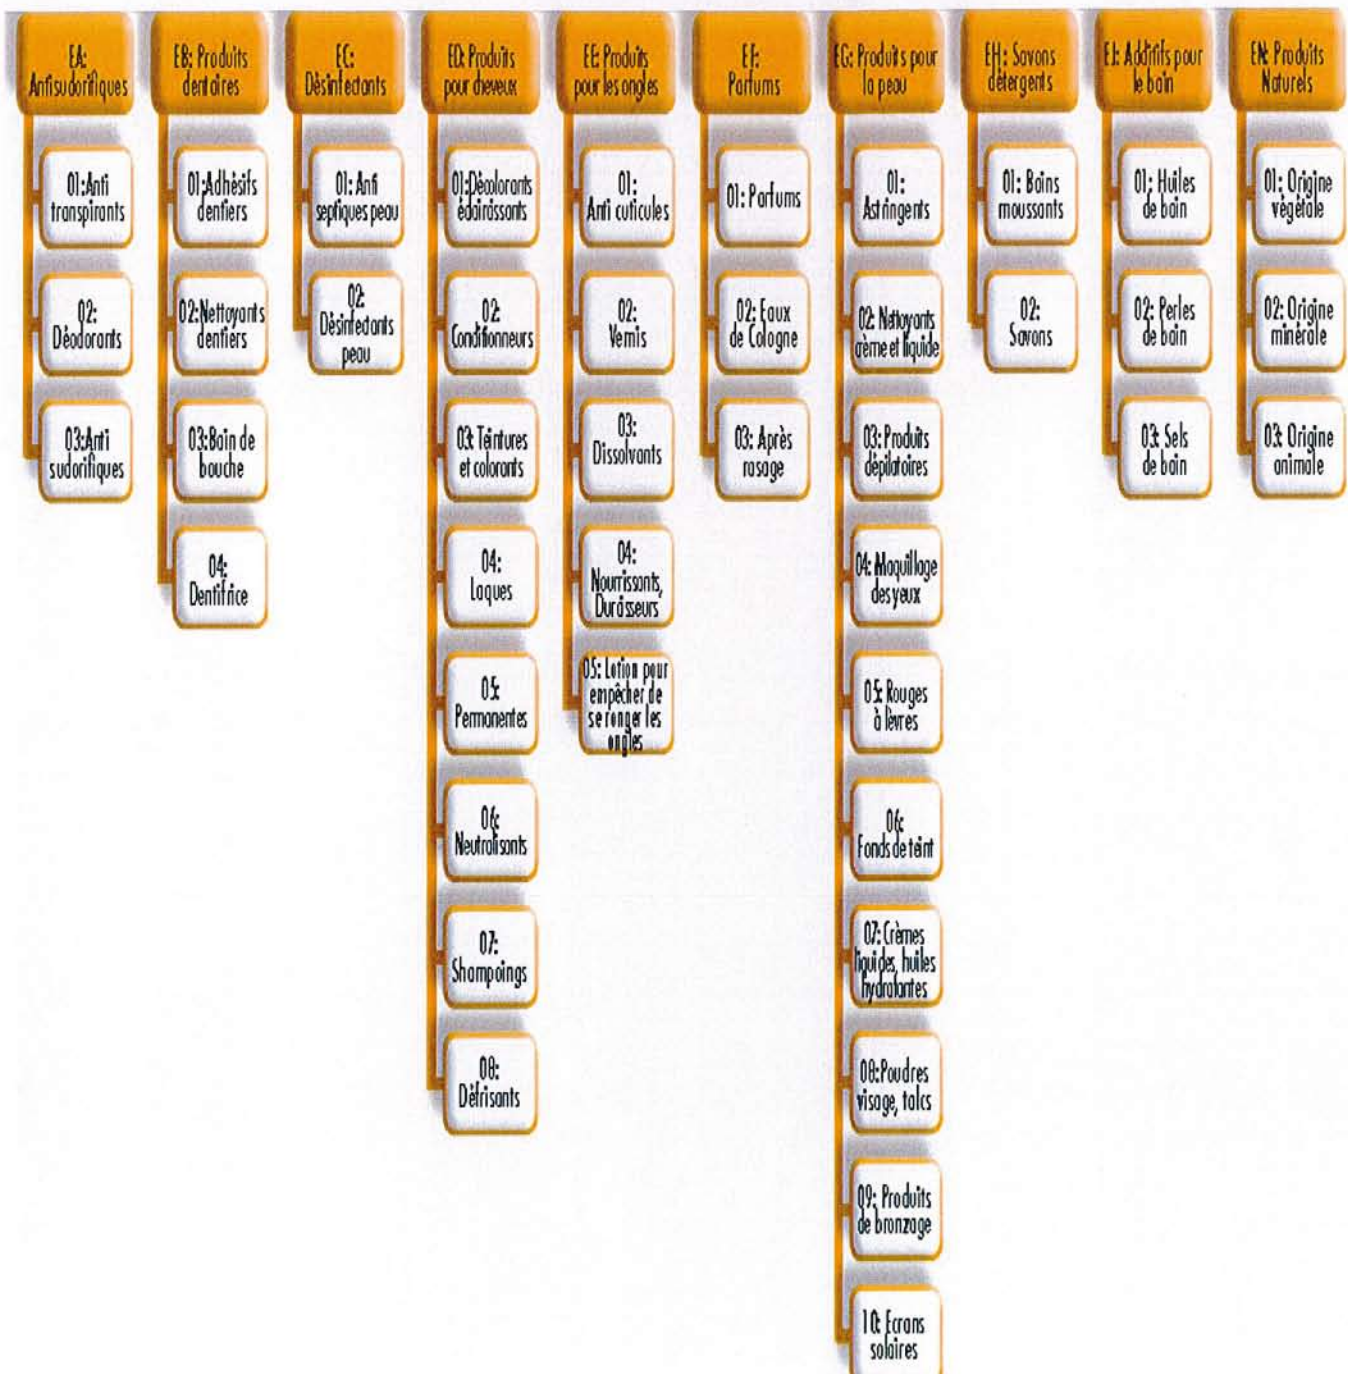 EA:
Antisudorifiques
01:Anti
transpirants
02:
Déodorants
03:Anti
sudorifiques
EB: Produits
dentaires
01:Adhésifs
dentiers
02:Nettoyants
dentiers
03:Bain de
bouche
04:
Dentifrice
EC:
Désinfectants
01: Anti
septiques peau
02:
Désinfectants
peau
ED: Produits
pour cheveux
01:Décolorants
éclaircissants
02:
Conditionneurs
03: Teintures
et colorants
04:
Laques
05:
Permanentes
06:
Neutralisants
07:
Shampoings
08:
Défrisants
EE: Produits
pour les ongles
01:
Anti cuticules
02:
Vernis
03:
Dissolvants
04:
Nourrissants,
Durcisseurs
05: Lotion pour
empêcher de
se ronger les
ongles
EF:
Parfums
01: Parfums
02: Eaux
de Cologne
03: Après
rasage
EG: Produits pour
la peau
01:
Astringents
02: Nettoyants
crème et liquide
03: Produits
dépilatoires
04: Maquillage
des yeux
05: Rouges
à lèvres
06:
Fonds de teint
07: Crèmes
liquides, huiles
hydratantes
08:Poudres
visage, talcs
09: Produits
de bronzage
10: Ecrans
solaires
EH: Savons
détergents
01: Bains
moussants
02:
Savons
EJ: Additifs pour
le bain
01: Huiles
de bain
02: Perles
de bain
03: Sels
de bain
EN: Produits
Naturels
01: Origine
végétale
02: Origine
minérale
03: Origine
animale